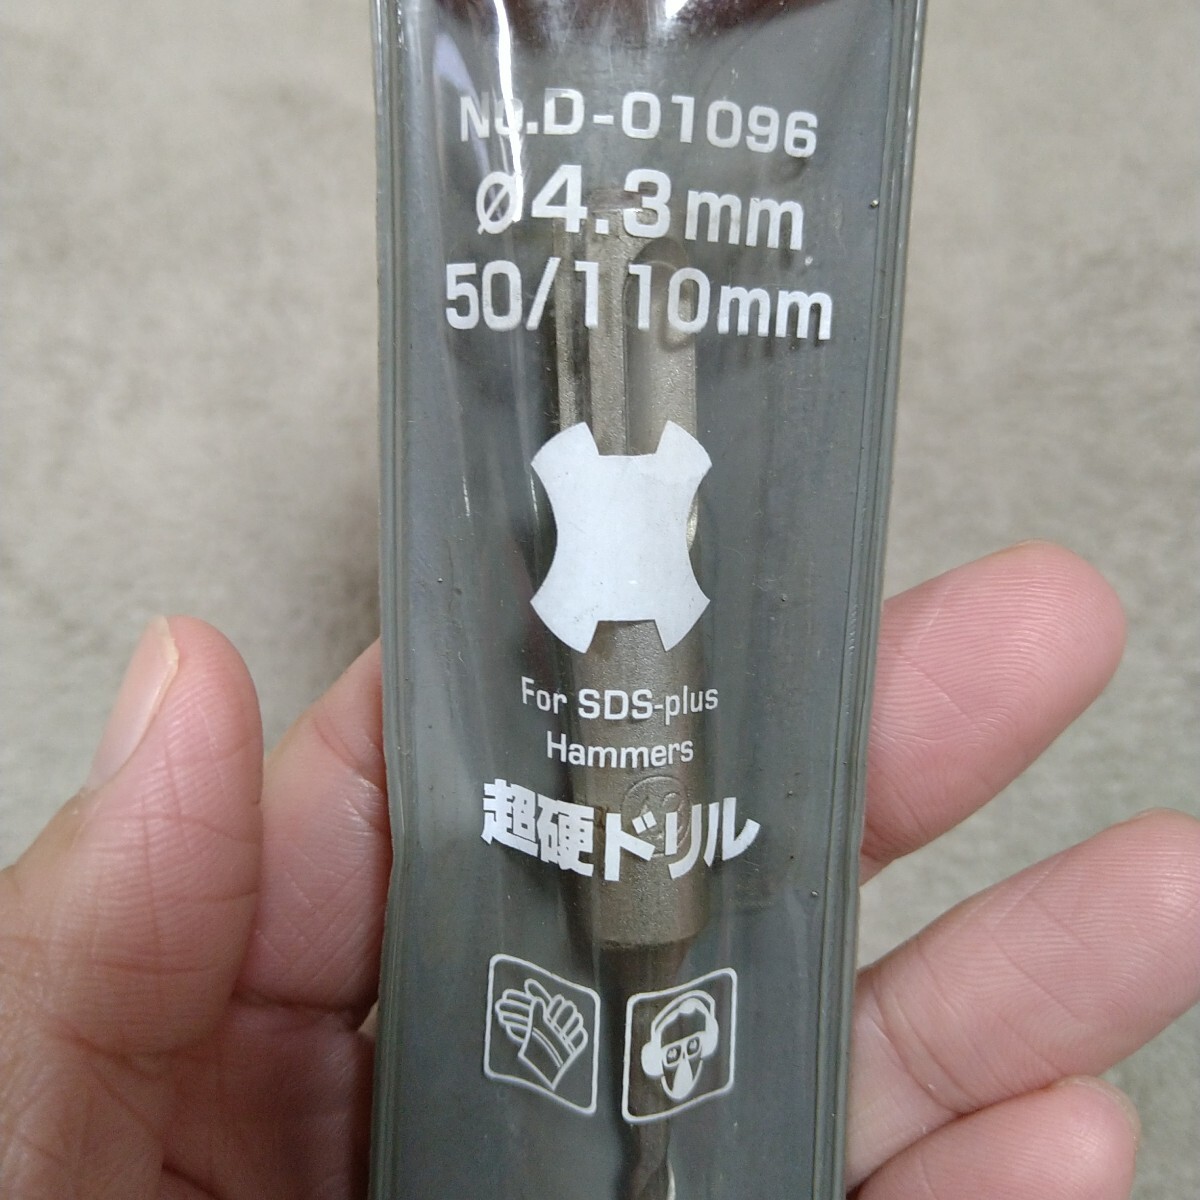 No.D-01096
ø4.3mm
50/110mm
For SDS-plus
Hammers
超硬ドリル